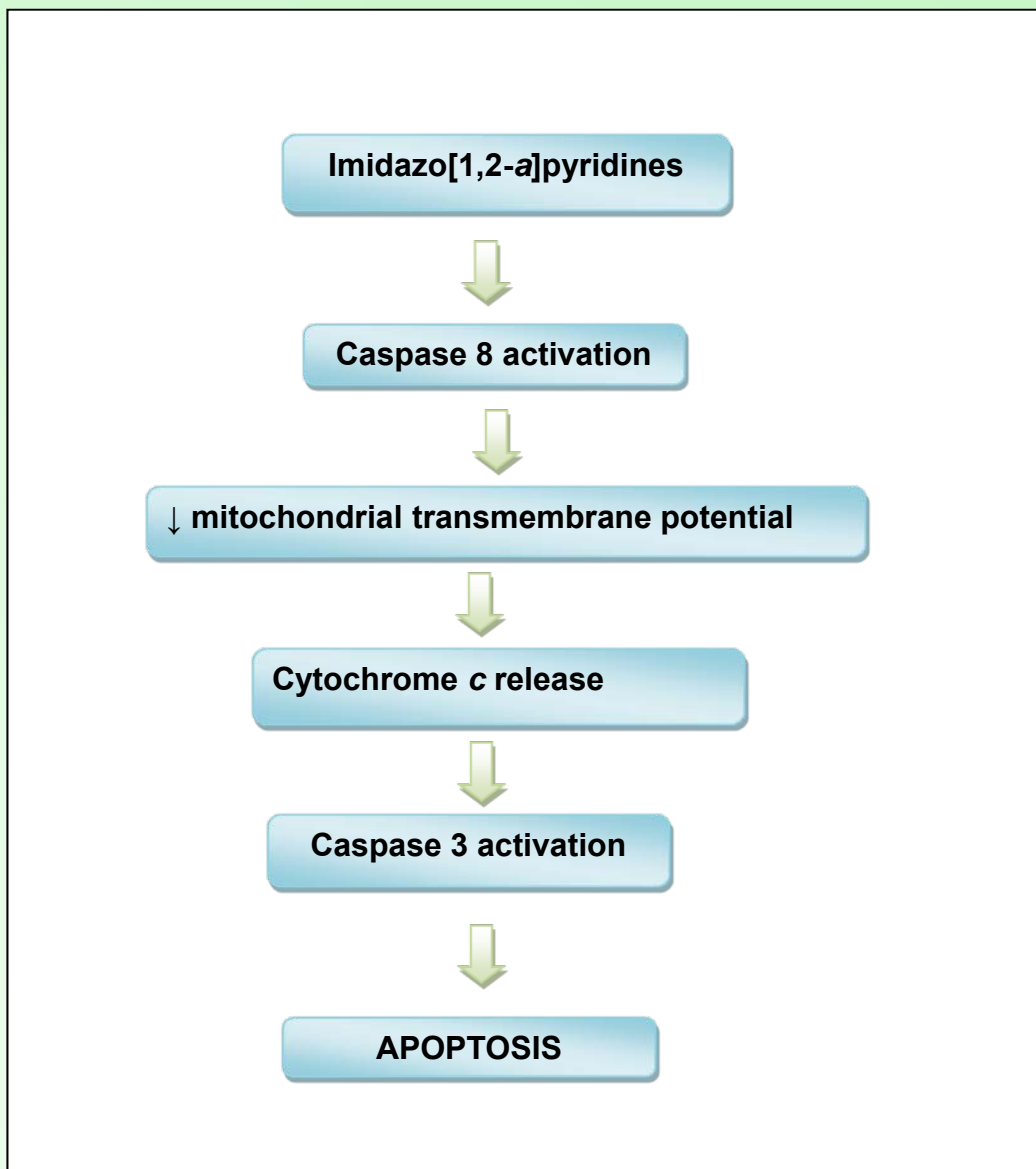 Imidazo[1,2-a]pyridines
Caspase 8 activation
↓ mitochondrial transmembrane potential
Cytochrome c release
Caspase 3 activation
APOPTOSIS